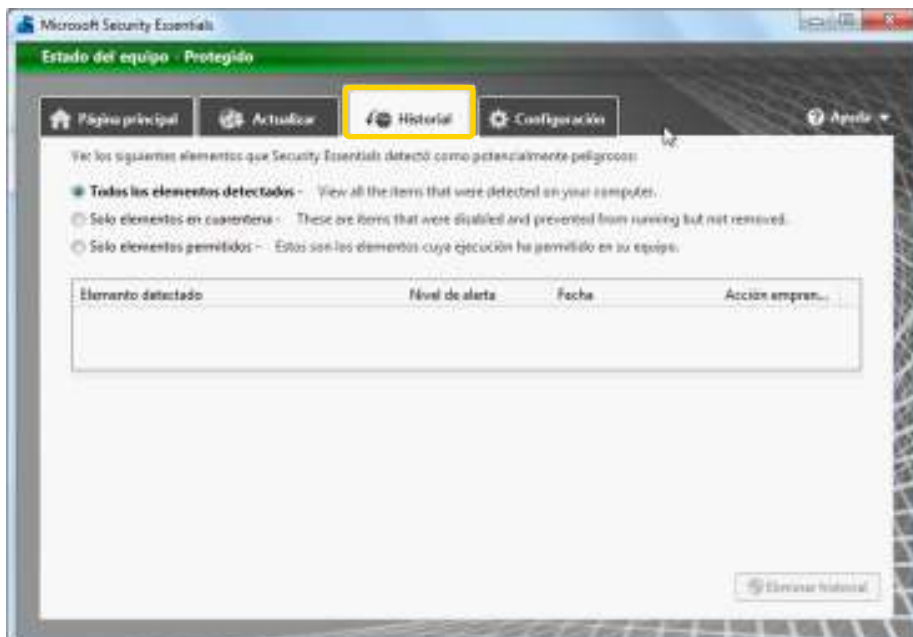 Microsoft Security Essentials
Estado del equipo - Protegido
Página principal
Actualizar
Historial
Configuración
Ayuda
Ver los siguientes elementos que Security Essentials detectó como potencialmente peligrosos:
Todos los elementos detectados - View all the items that were detected on your computer.
Solo elementos en cuarentena - These are items that were disabled and prevented from running but not removed.
Solo elementos permitidos - Estos son los elementos cuya ejecución ha permitido en su equipo.
Elemento detectado Nivel de alerta Fecha Acción empren...
Eliminar historial